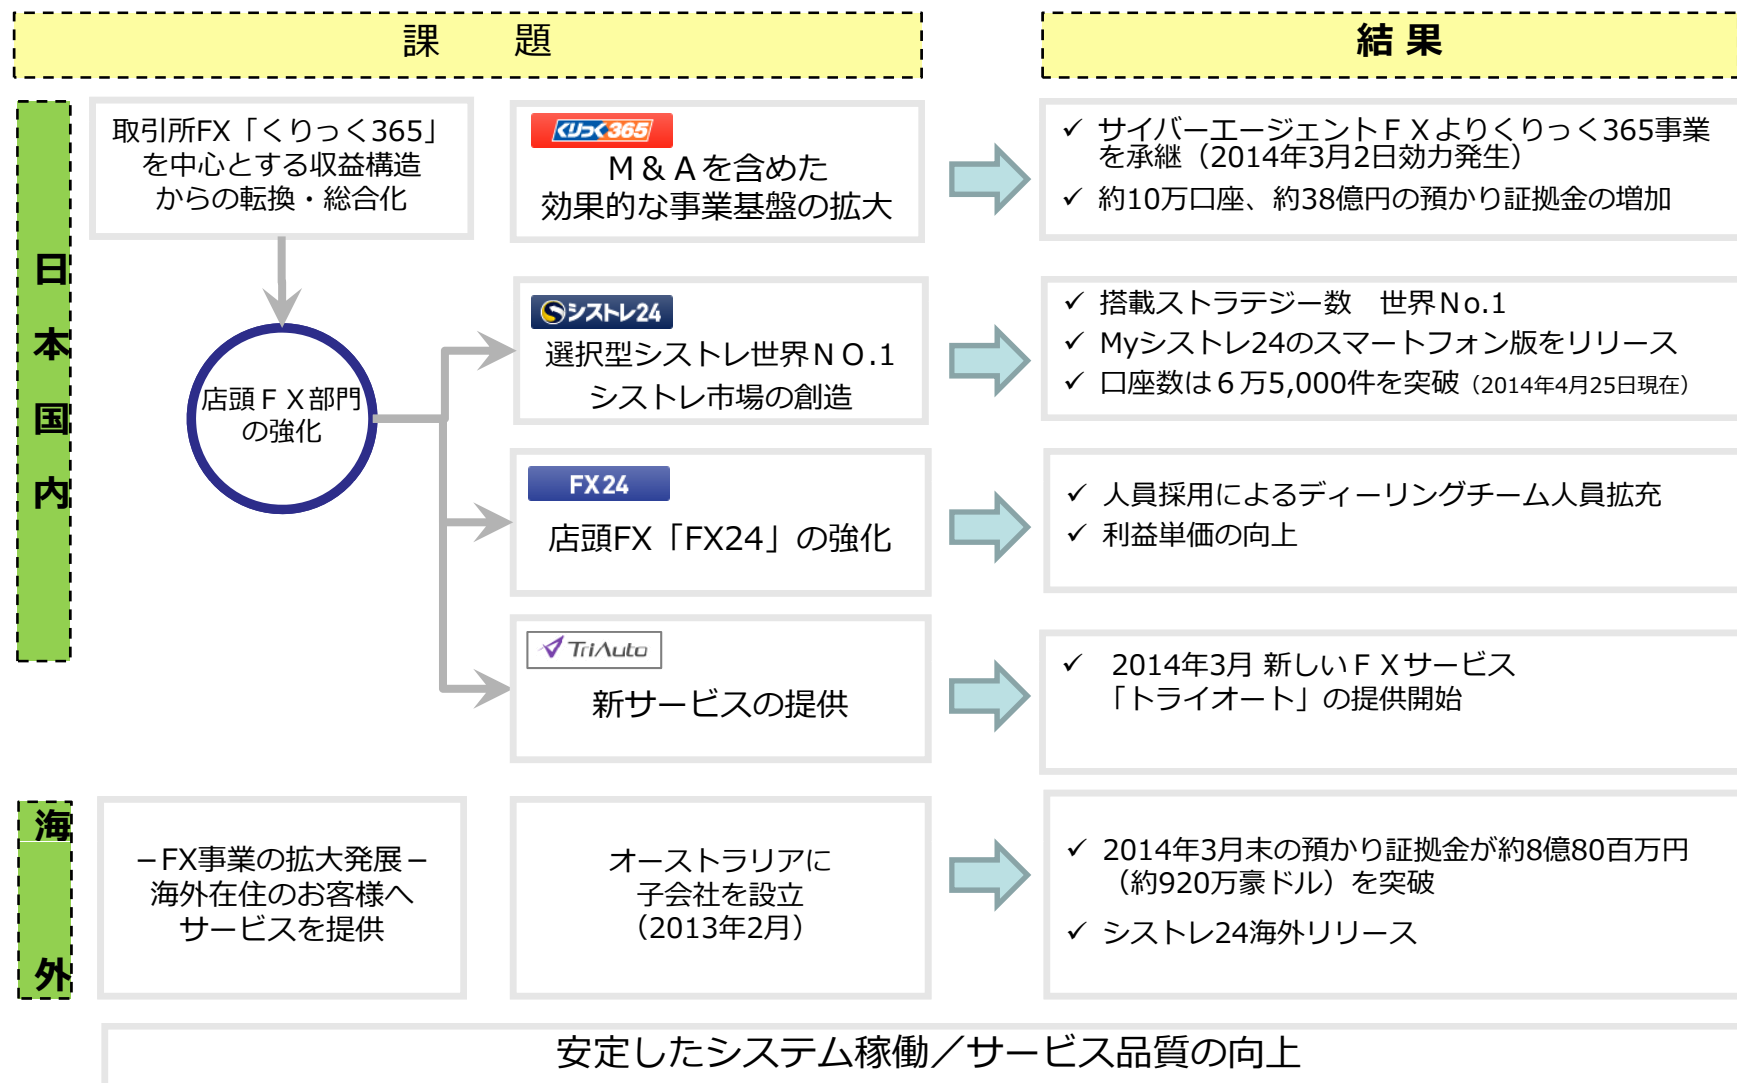 課　題
結 果
日本国内
取引所FX「くりっく365」
を中心とする収益構造
からの転換・総合化
店頭ＦＸ部門
の強化
くりっく365
Ｍ＆Ａを含めた
効果的な事業基盤の拡大
✓ サイバーエージェントＦＸよりくりっく365事業
を承継（2014年3月2日効力発生）
✓ 約10万口座、約38億円の預かり証拠金の増加
シストレ24
選択型シストレ世界ＮＯ.1
シストレ市場の創造
✓ 搭載ストラテジー数　世界No.1
✓ Myシストレ24のスマートフォン版をリリース
✓ 口座数は６万5,000件を突破（2014年4月25日現在）
FX24
店頭FX「FX24」の強化
✓ 人員採用によるディーリングチーム人員拡充
✓ 利益単価の向上
TriAuto
新サービスの提供
✓ 2014年3月 新しいＦＸサービス
「トライオート」の提供開始
海外
－FX事業の拡大発展－
海外在住のお客様へ
サービスを提供
オーストラリアに
子会社を設立
（2013年2月）
✓ 2014年3月末の預かり証拠金が約8億80百万円
（約920万豪ドル）を突破
✓ シストレ24海外リリース
安定したシステム稼働／サービス品質の向上